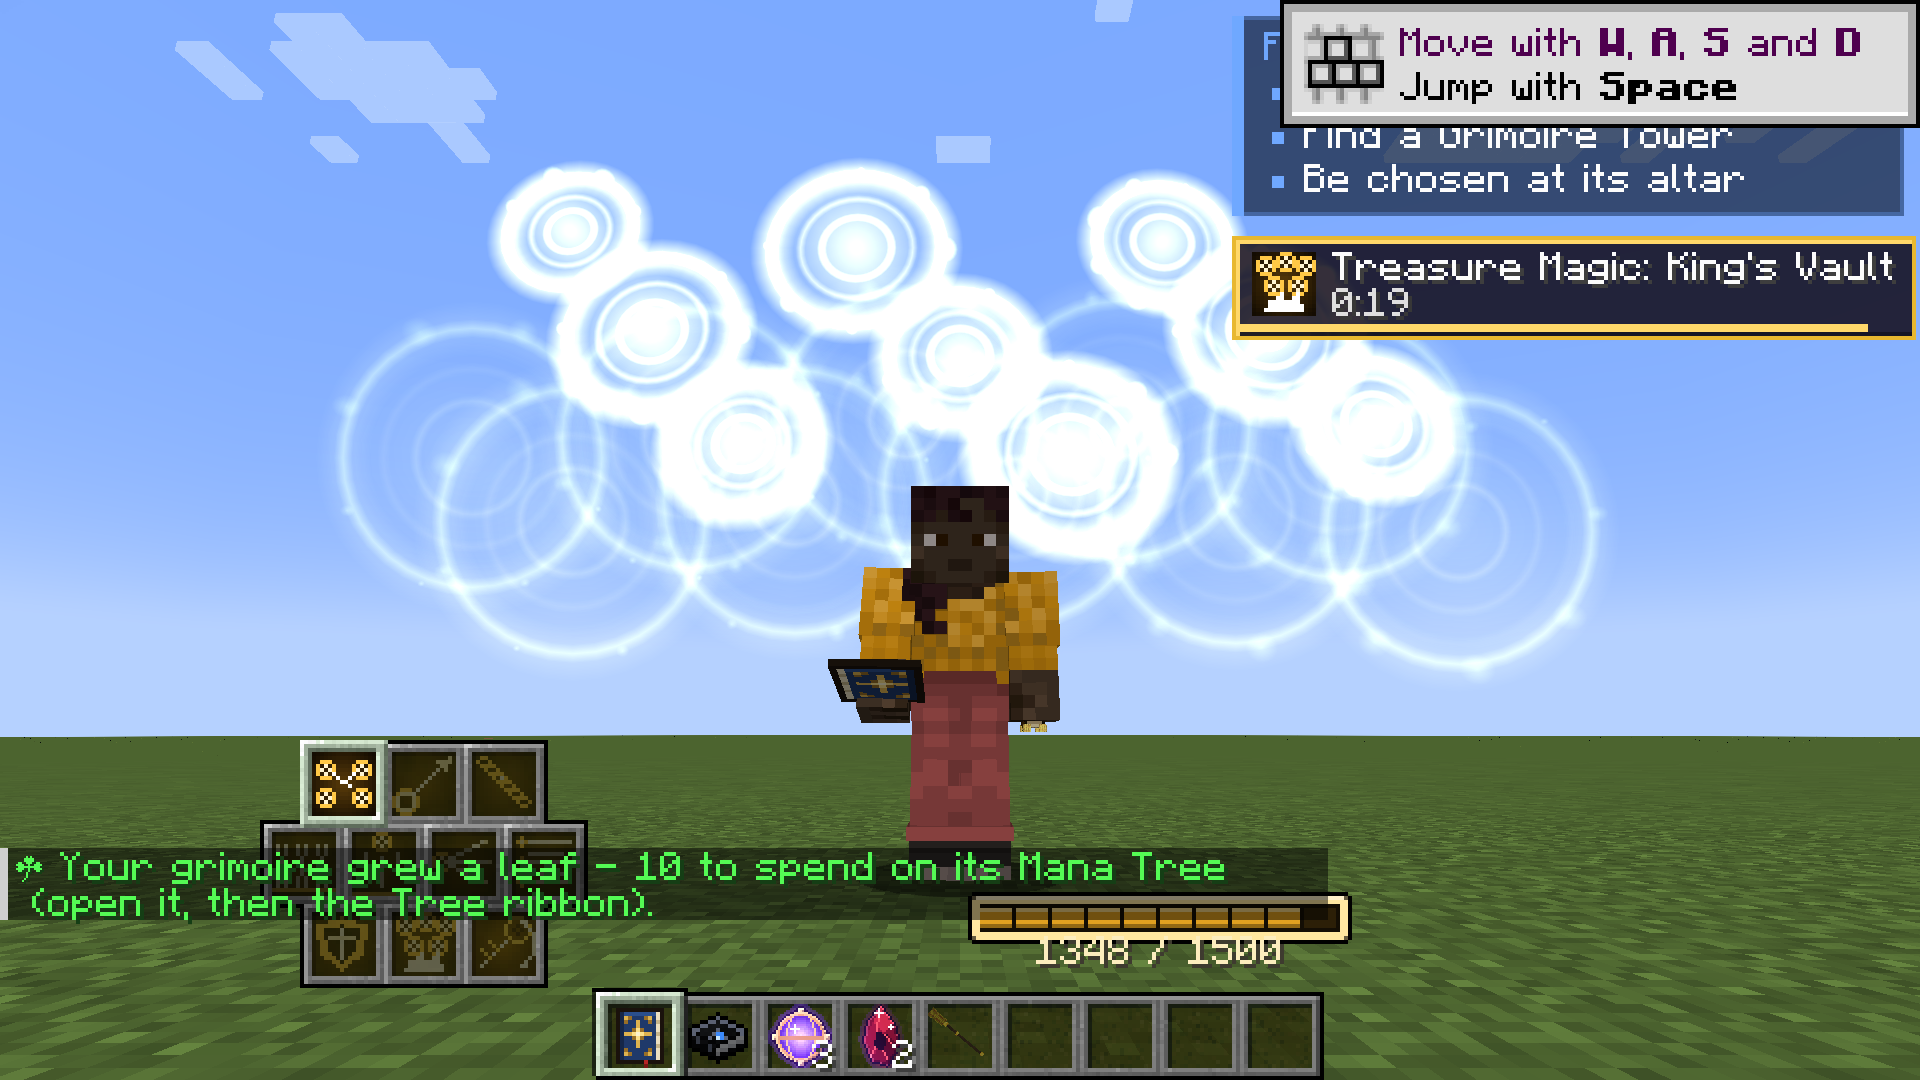 Move with W, A, S and D
Jump with Space
F
Find a Grimoire Tower
Be chosen at its altar
Treasure Magic: King's Vault
0:19
☘ Your grimoire grew a leaf – 10 to spend on its Mana Tree
(open it, then the Tree ribbon).
1348 / 1500
3
2